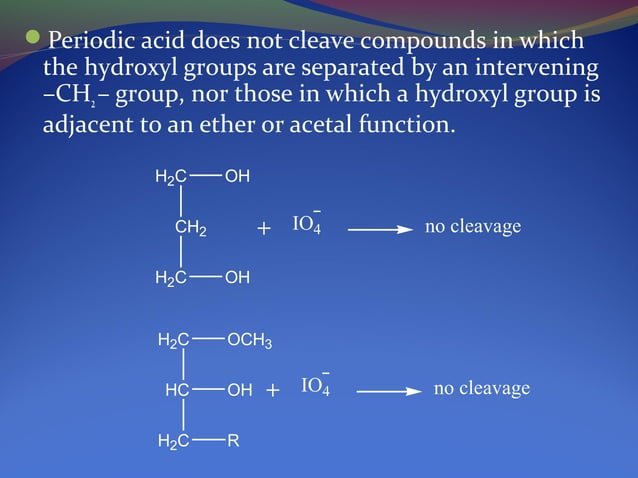 Periodic acid does not cleave compounds in which
the hydroxyl groups are separated by an intervening
–CH₂– group, nor those in which a hydroxyl group is
adjacent to an ether or acetal function.
H₂C OH
CH₂ + IO₄⁻ no cleavage
H₂C OH
H₂C OCH₃
HC OH + IO₄⁻ no cleavage
H₂C R